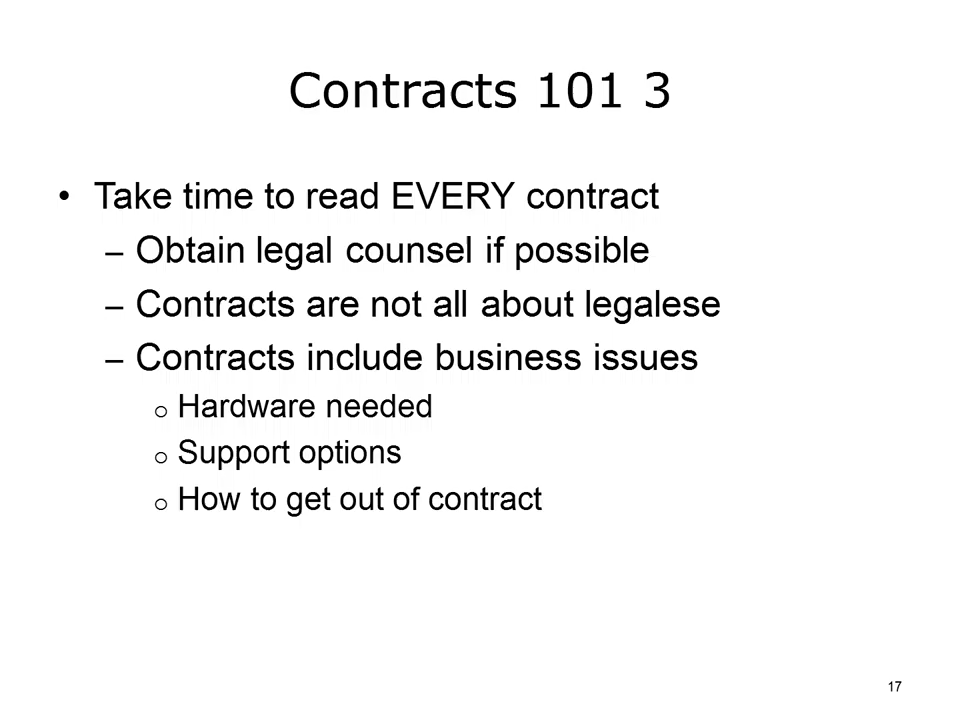 Contracts 101 3
• Take time to read EVERY contract
– Obtain legal counsel if possible
– Contracts are not all about legalese
– Contracts include business issues
o Hardware needed
o Support options
o How to get out of contract
17